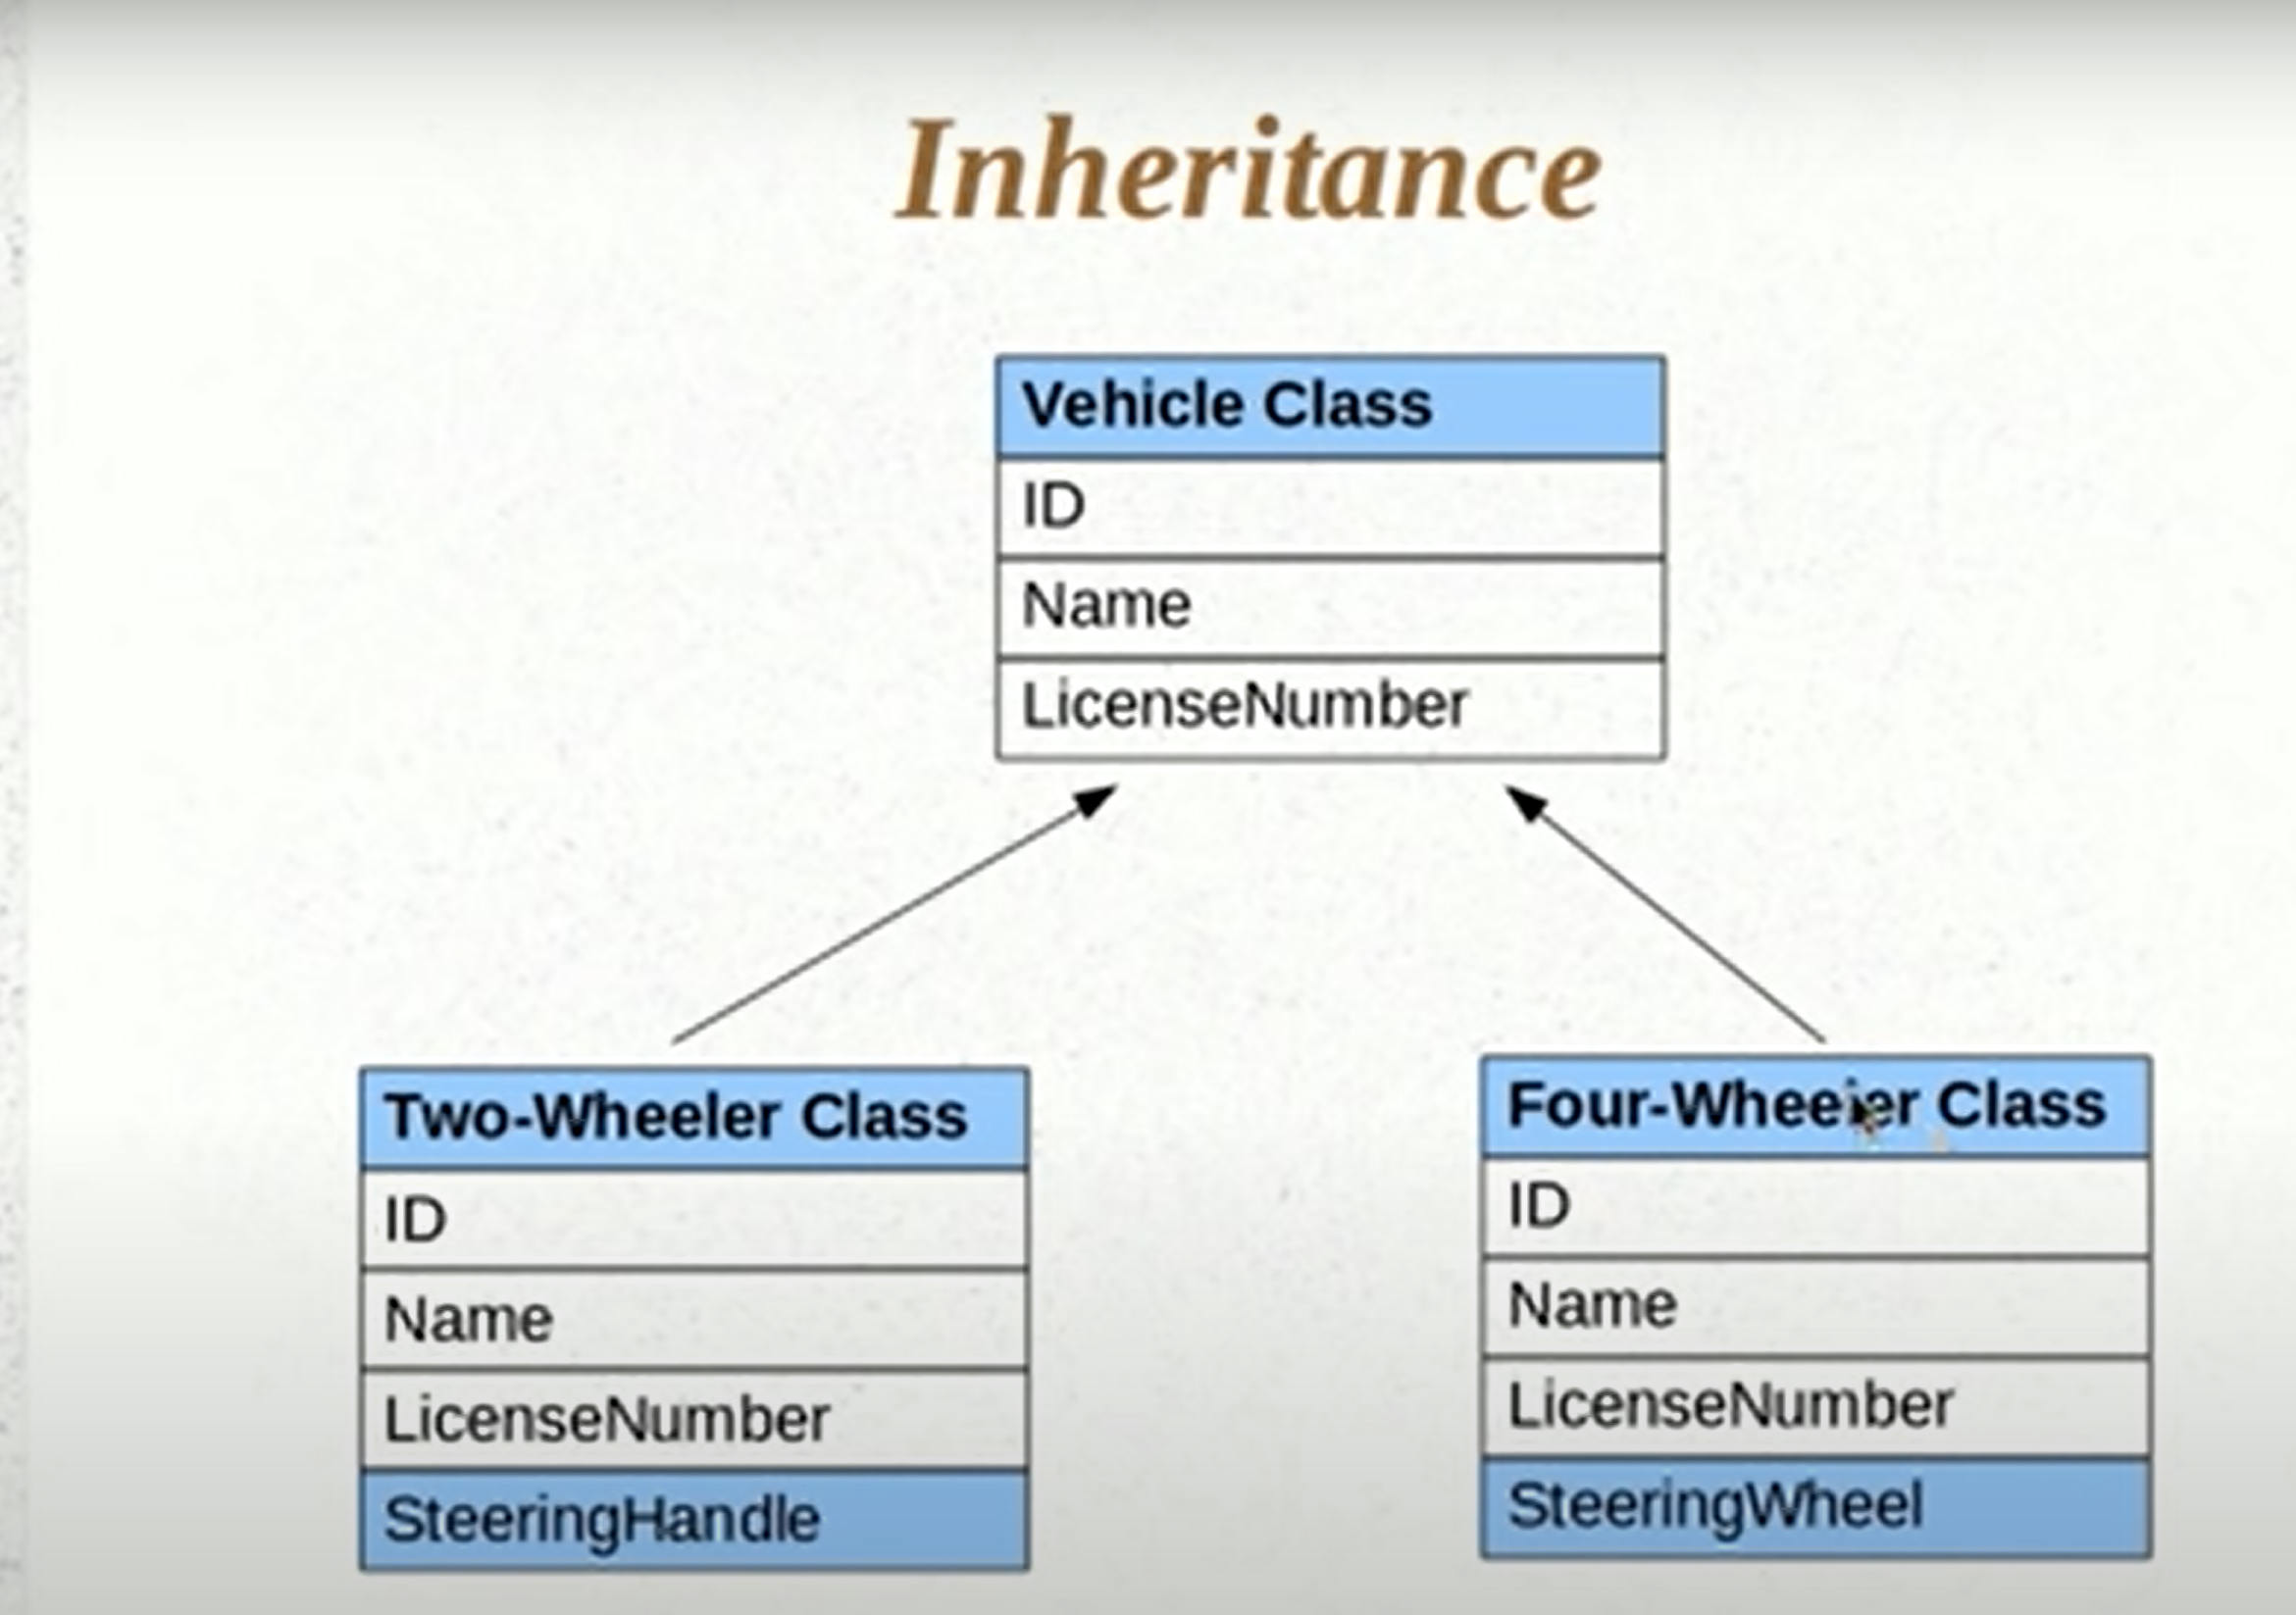 Inheritance
Vehicle Class
ID
Name
LicenseNumber
Two-Wheeler Class
ID
Name
LicenseNumber
SteeringHandle
Four-Wheeler Class
ID
Name
LicenseNumber
SteeringWheel